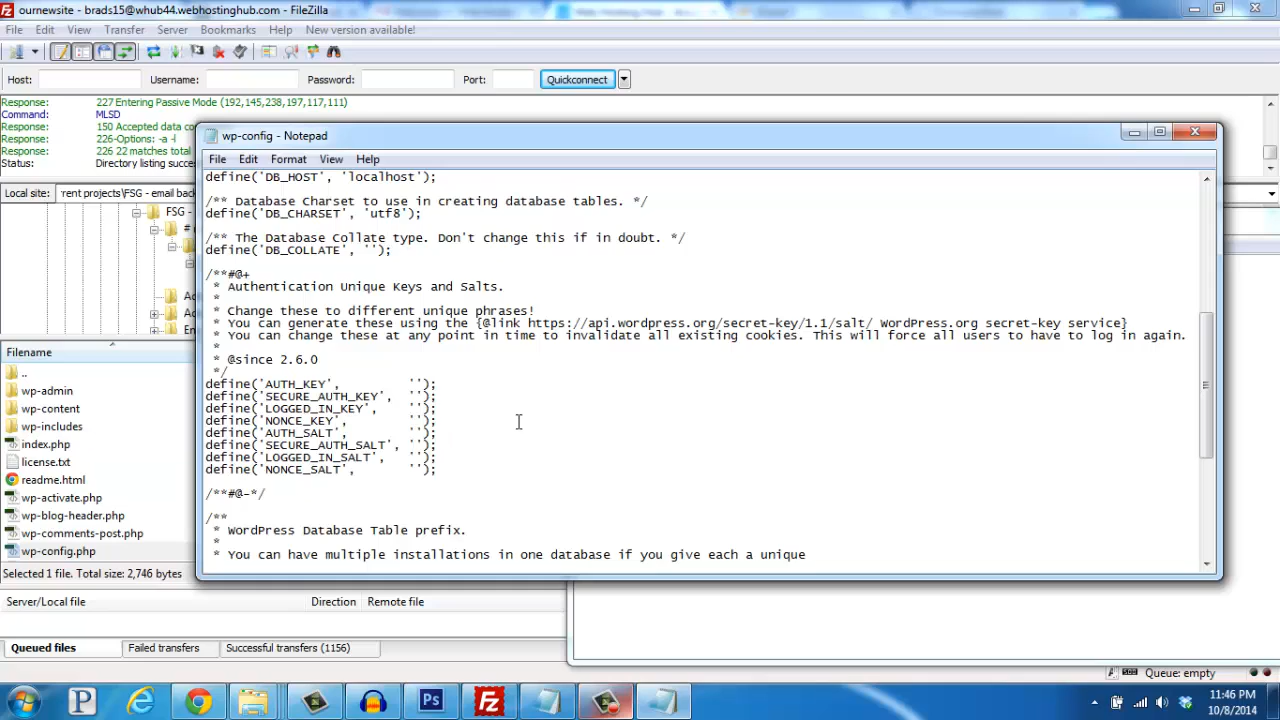 ournewsite - brads15@whub44.webhostinghub.com - FileZilla
File Edit View Transfer Server Bookmarks Help New version available!
Host: Username: Password: Port: Quickconnect
Response: 227 Entering Passive Mode (192,145,238,197,117,111)
Command: MLSD
Response: 150 Accepted data co
Response: 226-Options: -a -l
Response: 226 22 matches total
Status: Directory listing succe
Local site: rrent projects\FSG - email back
FSG -
#
Filename
..
wp-admin
wp-content
wp-includes
index.php
license.txt
readme.html
wp-activate.php
wp-blog-header.php
wp-comments-post.php
wp-config.php
Selected 1 file. Total size: 2,746 bytes
Server/Local file Direction Remote file
Queued files Failed transfers Successful transfers (1156)
wp-config - Notepad
File Edit Format View Help
define('DB_HOST', 'localhost');
/** Database Charset to use in creating database tables. */
define('DB_CHARSET', 'utf8');
/** The Database Collate type. Don't change this if in doubt. */
define('DB_COLLATE', '');
/**#@+
* Authentication Unique Keys and Salts.
*
* Change these to different unique phrases!
* You can generate these using the {@link https://api.wordpress.org/secret-key/1.1/salt/ WordPress.org secret-key service}
* You can change these at any point in time to invalidate all existing cookies. This will force all users to have to log in again.
*
* @since 2.6.0
*/
define('AUTH_KEY', '');
define('SECURE_AUTH_KEY', '');
define('LOGGED_IN_KEY', '');
define('NONCE_KEY', '');
define('AUTH_SALT', '');
define('SECURE_AUTH_SALT', '');
define('LOGGED_IN_SALT', '');
define('NONCE_SALT', '');
/**#@-*/
/**
* WordPress Database Table prefix.
*
* You can have multiple installations in one database if you give each a unique
Queue: empty
11:46 PM
10/8/2014